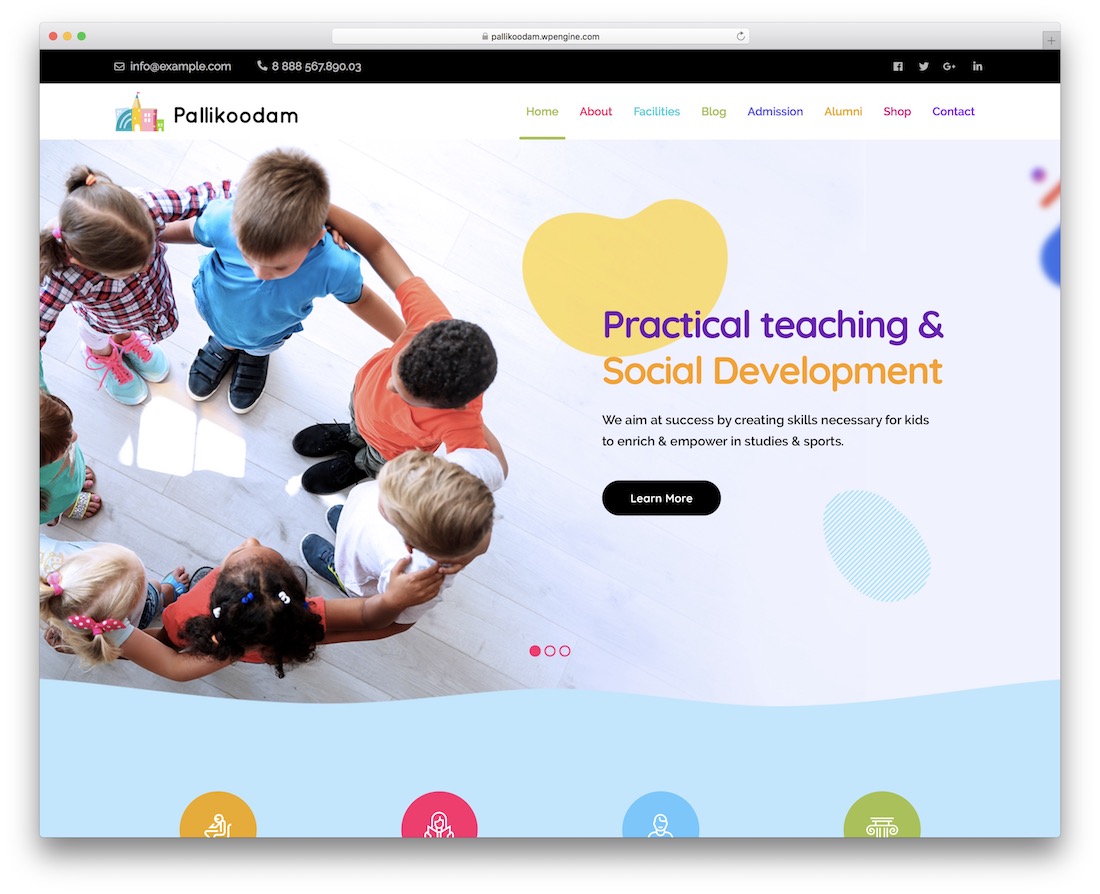 pallikoodam.wpengine.com
info@example.com 8 888 567.890.03
Pallikoodam
Home About Facilities Blog Admission Alumni Shop Contact
Practical teaching &
Social Development
We aim at success by creating skills necessary for kids
to enrich & empower in studies & sports.
Learn More